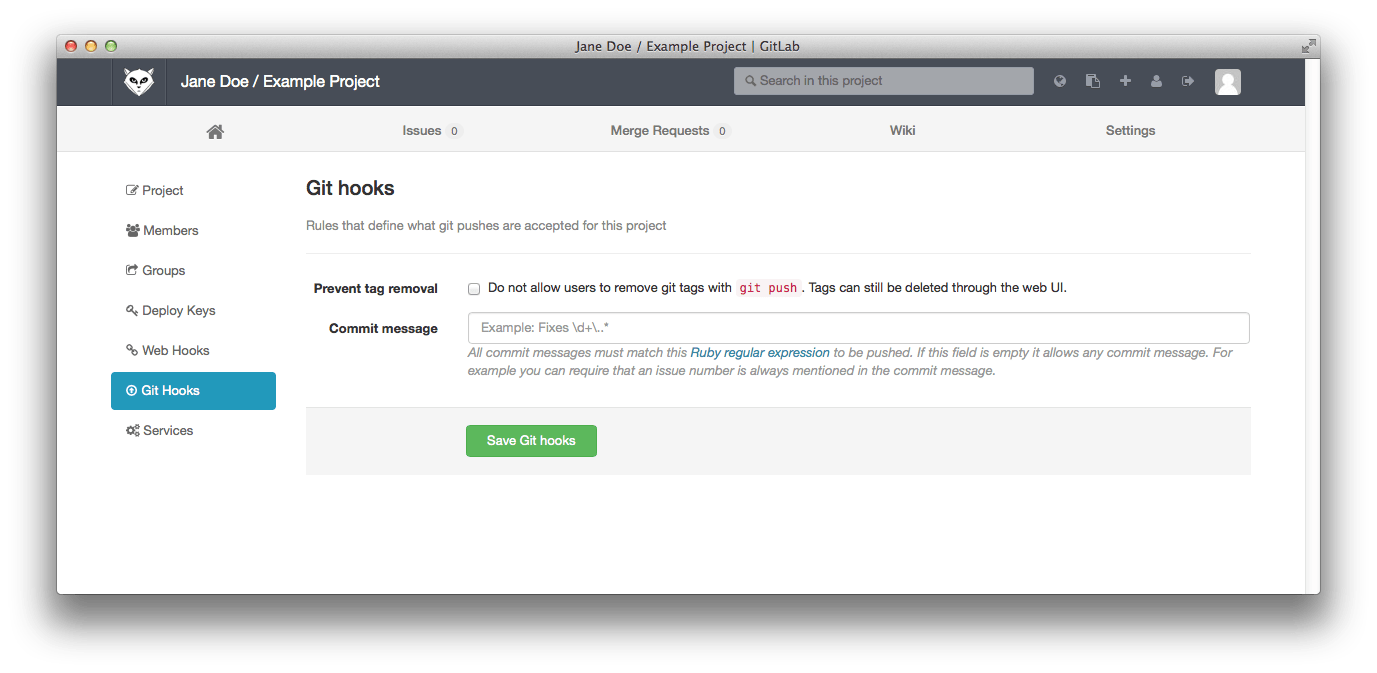 Jane Doe / Example Project | GitLab
Jane Doe / Example Project
Search in this project
Issues 0
Merge Requests 0
Wiki
Settings
Project
Members
Groups
Deploy Keys
Web Hooks
Git Hooks
Services
Git hooks
Rules that define what git pushes are accepted for this project
Prevent tag removal
Do not allow users to remove git tags with git push. Tags can still be deleted through the web UI.
Commit message
Example: Fixes \d+\..*
All commit messages must match this Ruby regular expression to be pushed. If this field is empty it allows any commit message. For
example you can require that an issue number is always mentioned in the commit message.
Save Git hooks